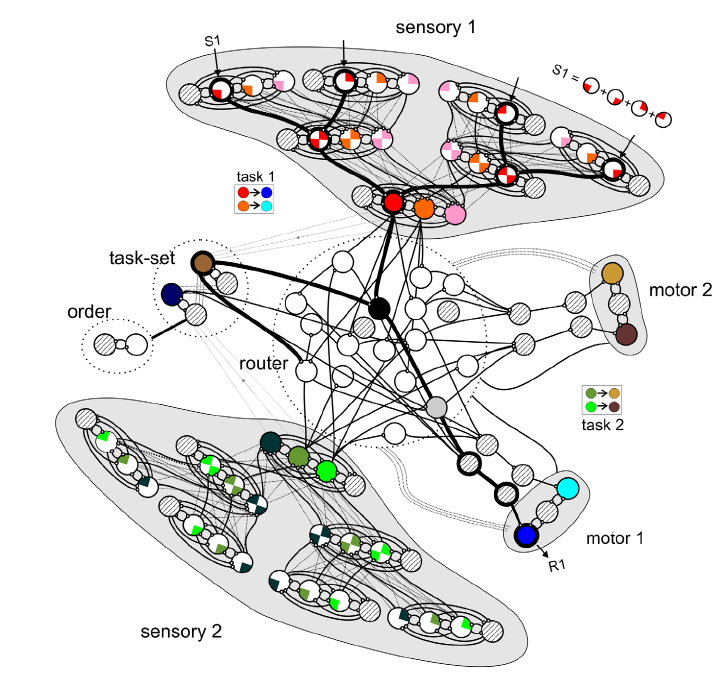 sensory 1
S1
S1 = + + +
task 1
task-set
motor 2
order
router
task 2
motor 1
R1
sensory 2